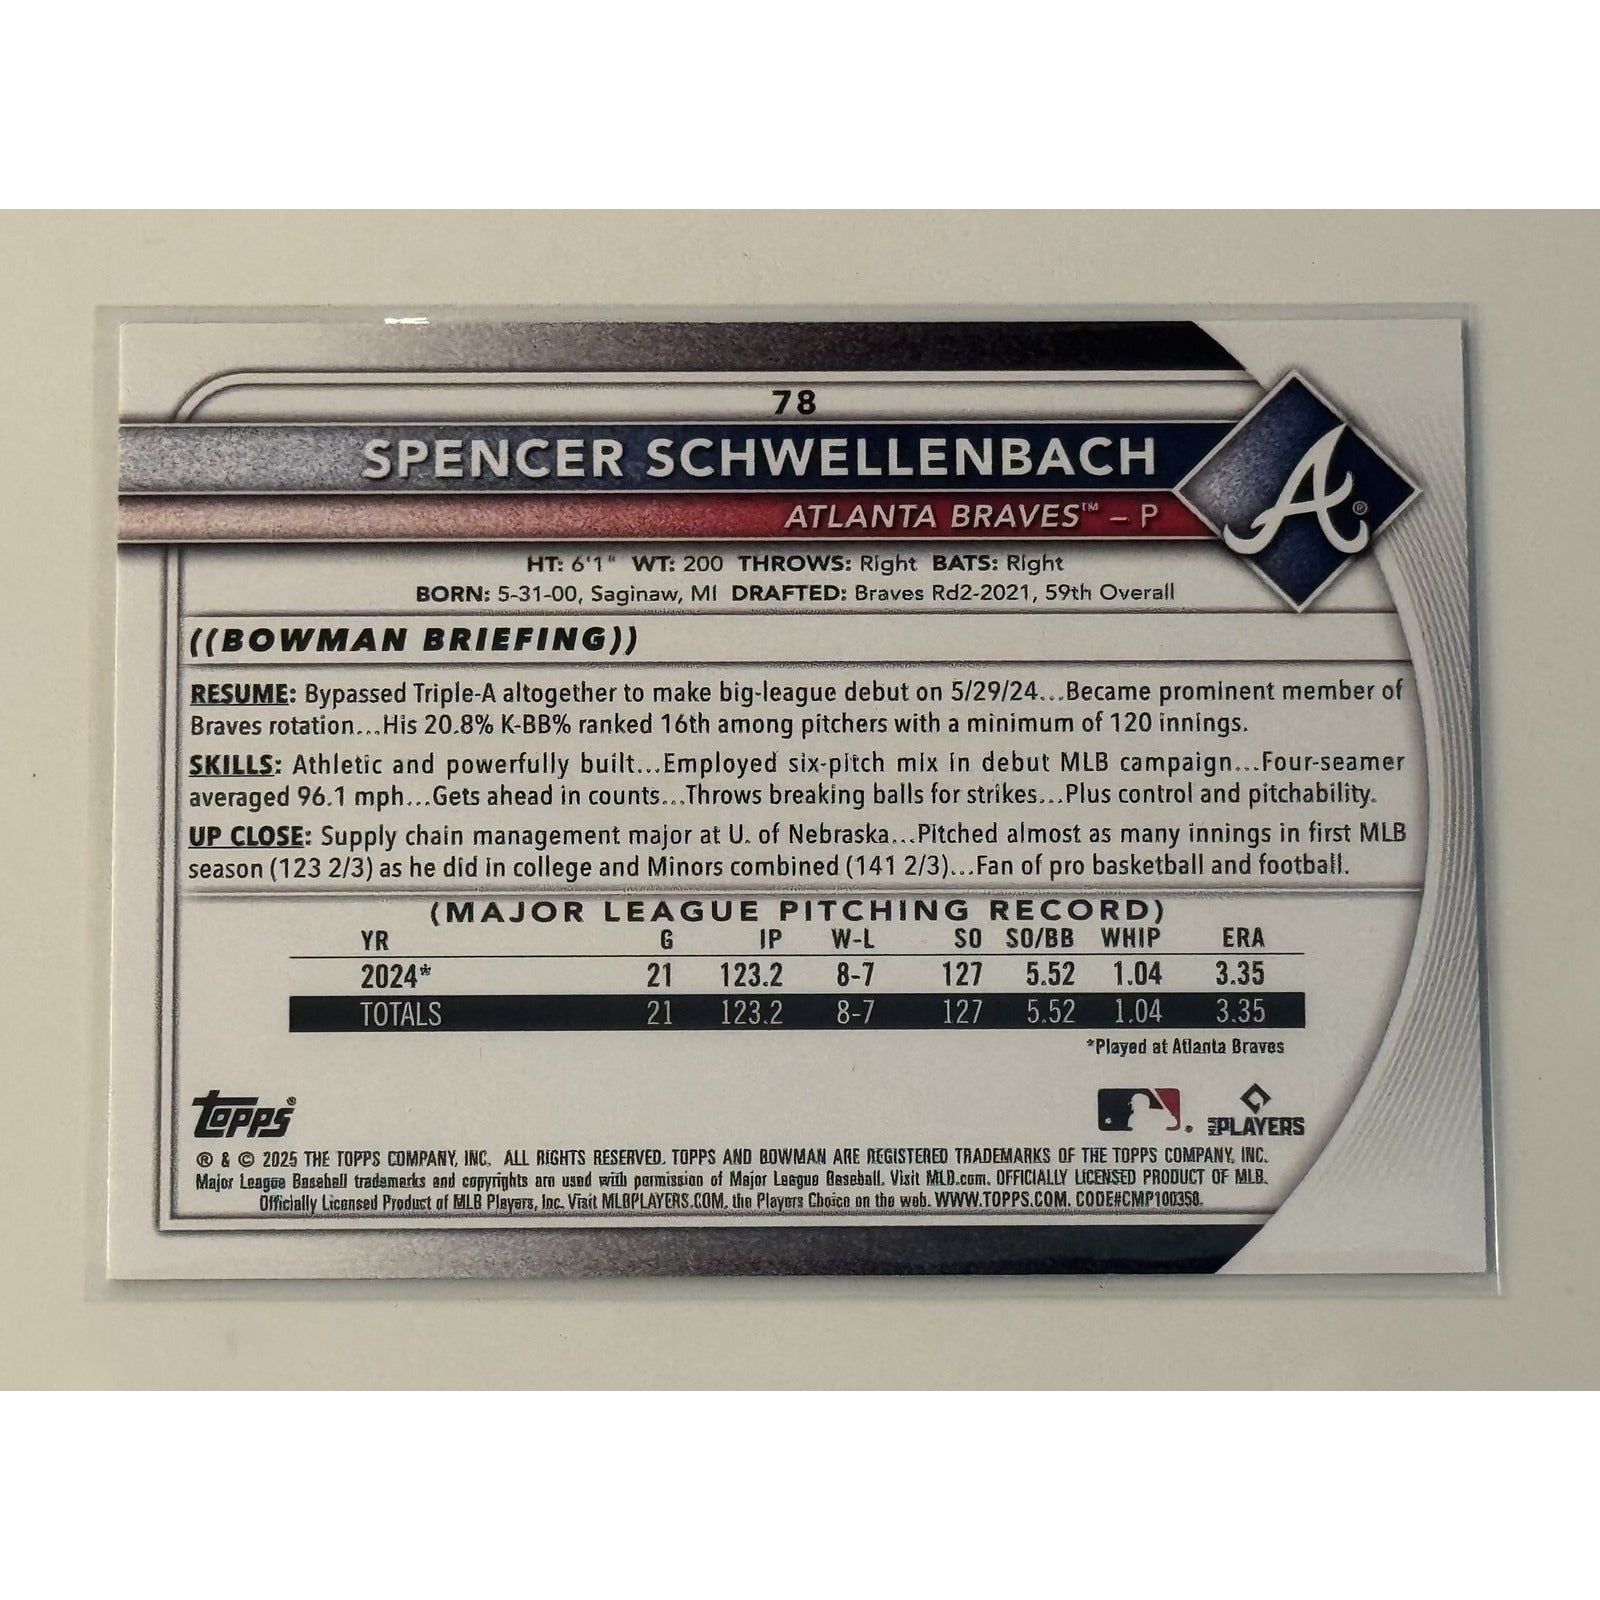 78
SPENCER SCHWELLENBACH
ATLANTA BRAVES™ – P
A®
HT: 6'1" WT: 200 THROWS: Right BATS: Right
BORN: 5-31-00, Saginaw, MI DRAFTED: Braves Rd2-2021, 59th Overall
((BOWMAN BRIEFING))
RESUME: Bypassed Triple-A altogether to make big-league debut on 5/29/24...Became prominent member of
Braves rotation...His 20.8% K-BB% ranked 16th among pitchers with a minimum of 120 innings.
SKILLS: Athletic and powerfully built...Employed six-pitch mix in debut MLB campaign...Four-seamer
averaged 96.1 mph...Gets ahead in counts...Throws breaking balls for strikes...Plus control and pitchability.
UP CLOSE: Supply chain management major at U. of Nebraska...Pitched almost as many innings in first MLB
season (123 2/3) as he did in college and Minors combined (141 2/3)...Fan of pro basketball and football.
(MAJOR LEAGUE PITCHING RECORD)
YR G IP W-L SO SO/BB WHIP ERA
2024* 21 123.2 8-7 127 5.52 1.04 3.35
TOTALS 21 123.2 8-7 127 5.52 1.04 3.35
*Played at Atlanta Braves
Topps®
MLB PLAYERS
® & © 2025 THE TOPPS COMPANY, INC. ALL RIGHTS RESERVED. TOPPS AND BOWMAN ARE REGISTERED TRADEMARKS OF THE TOPPS COMPANY, INC.
Major League Baseball trademarks and copyrights are used with permission of Major League Baseball. Visit MLB.com. OFFICIALLY LICENSED PRODUCT OF MLB.
Officially Licensed Product of MLB Players, Inc. Visit MLBPLAYERS.COM, the Players Choice on the web. WWW.TOPPS.COM. CODE#CMP100358.